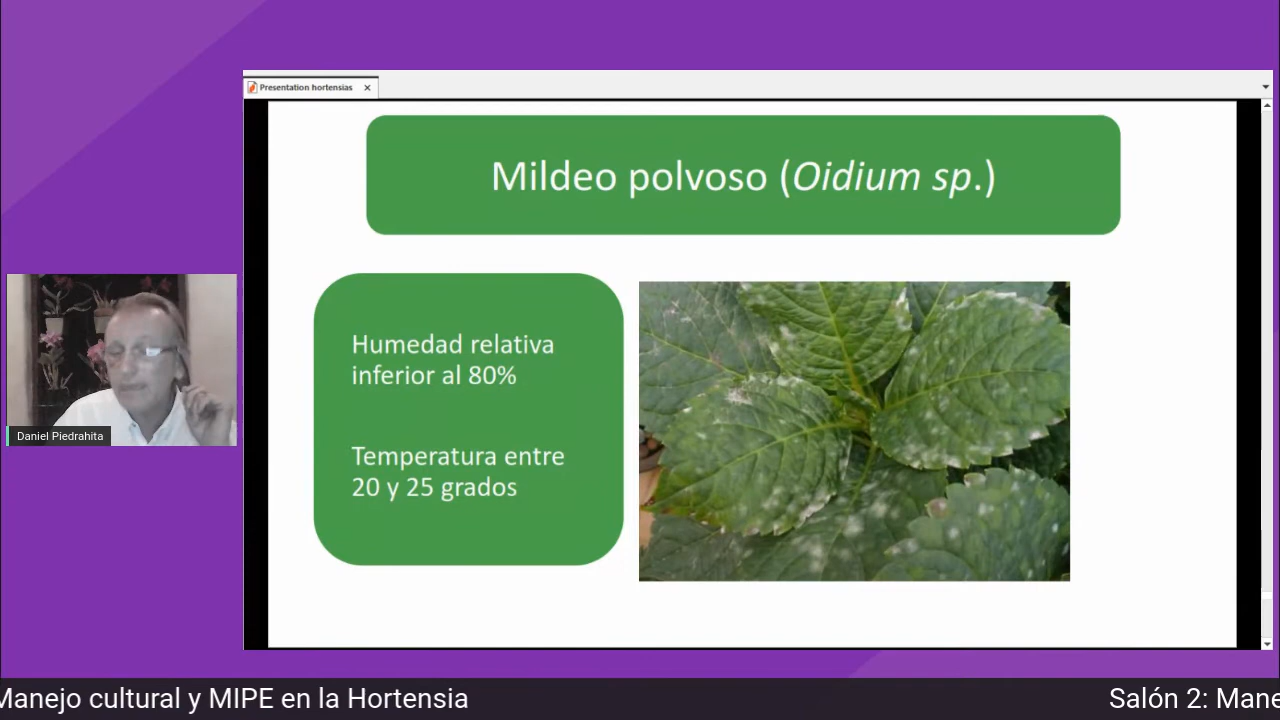 Presentation hortensias
Mildeo polvoso (Oidium sp.)
Humedad relativa
inferior al 80%
Temperatura entre
20 y 25 grados
Daniel Piedrahita
Manejo cultural y MIPE en la Hortensia
Salón 2: Mane